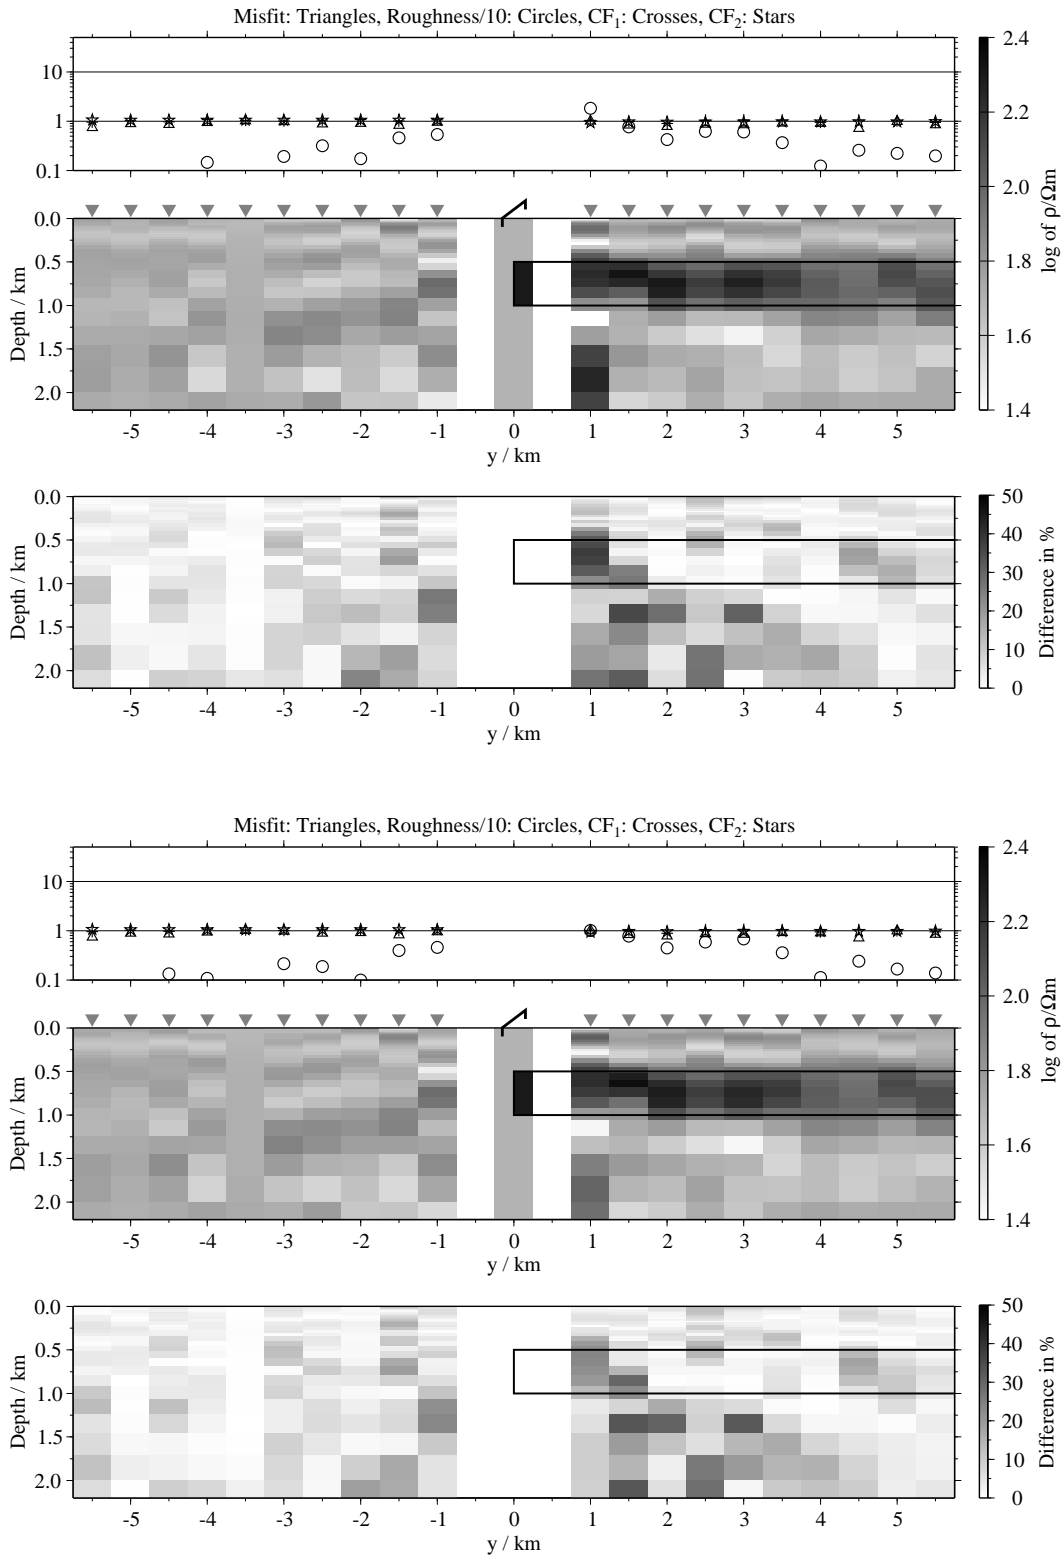 Misfit: Triangles, Roughness/10: Circles, CF1: Crosses, CF2: Stars
10
1
0.1
0.0
0.5
1.0
1.5
2.0
Depth / km
-5 -4 -3 -2 -1 0 1 2 3 4 5
y / km
2.4
2.2
2.0
1.8
1.6
1.4
log of ρ/Ωm
0.0
0.5
1.0
1.5
2.0
Depth / km
-5 -4 -3 -2 -1 0 1 2 3 4 5
y / km
50
40
30
20
10
0
Difference in %
Misfit: Triangles, Roughness/10: Circles, CF1: Crosses, CF2: Stars
10
1
0.1
0.0
0.5
1.0
1.5
2.0
Depth / km
-5 -4 -3 -2 -1 0 1 2 3 4 5
y / km
2.4
2.2
2.0
1.8
1.6
1.4
log of ρ/Ωm
0.0
0.5
1.0
1.5
2.0
Depth / km
-5 -4 -3 -2 -1 0 1 2 3 4 5
y / km
50
40
30
20
10
0
Difference in %